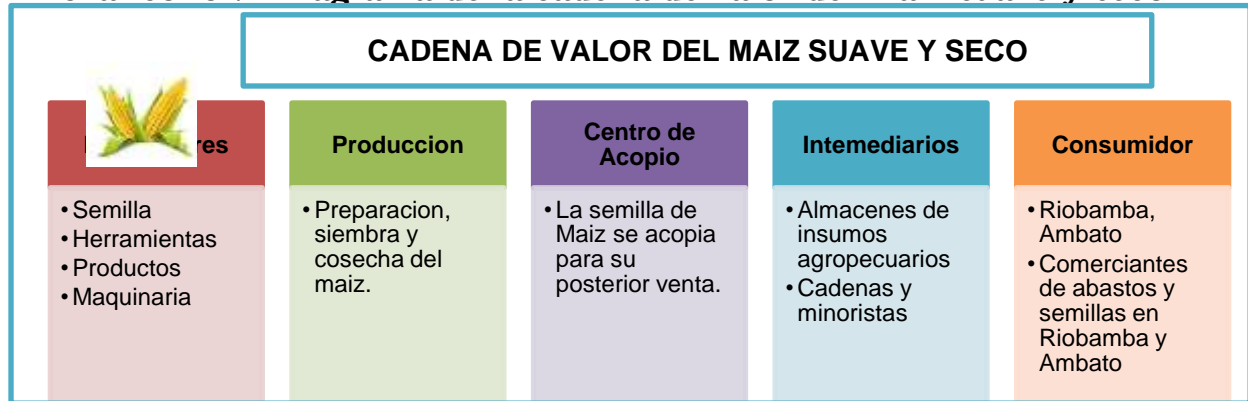 CADENA DE VALOR DEL MAIZ SUAVE Y SECO
Produccion
Centro de
Acopio
Intemediarios
Consumidor
•Semilla
•Herramientas
•Productos
•Maquinaria
•Preparacion,
siembra y
cosecha del
maiz.
•La semilla de
Maiz se acopia
para su
posterior venta.
•Almacenes de
insumos
agropecuarios
•Cadenas y
minoristas
•Riobamba,
Ambato
•Comerciantes
de abastos y
semillas en
Riobamba y
Ambato